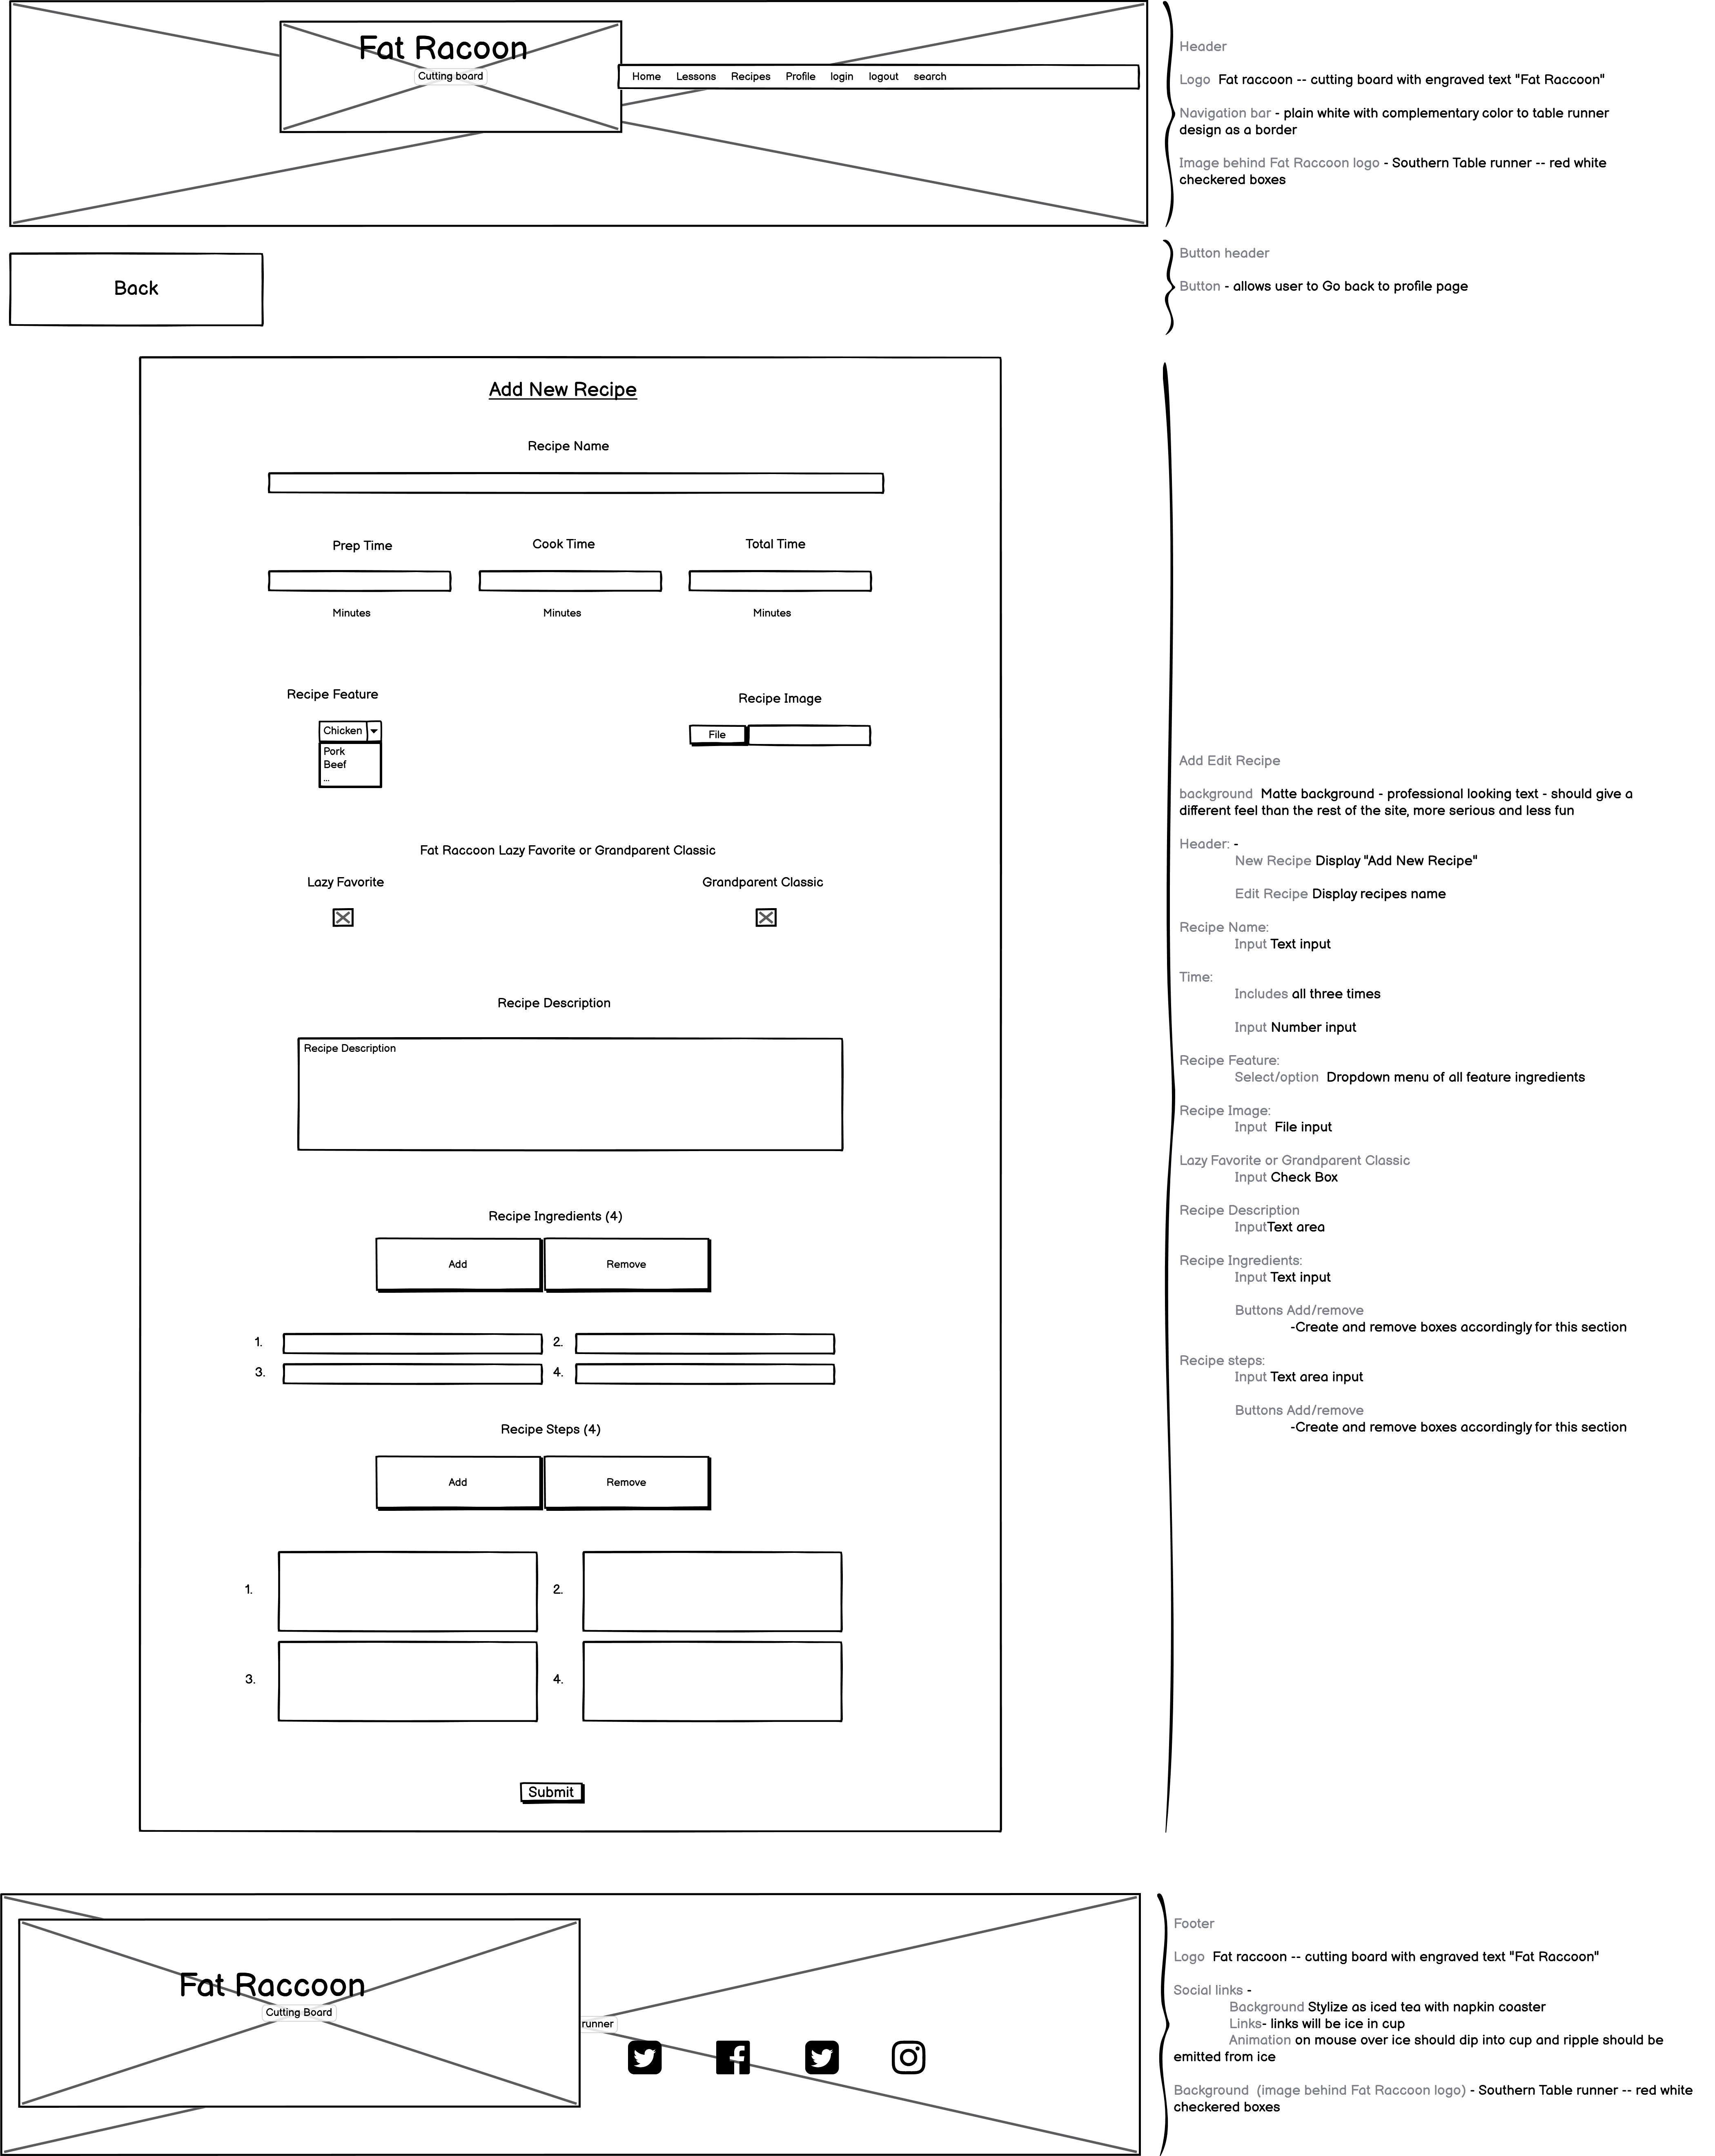 Fat Racoon
Cutting board
Home Lessons Recipes Profile login logout search
Header
Logo Fat raccoon -- cutting board with engraved text "Fat Raccoon"
Navigation bar - plain white with complementary color to table runner
design as a border
Image behind Fat Raccoon logo - Southern Table runner -- red white
checkered boxes
Back
Button header
Button - allows user to Go back to profile page
Add New Recipe
Recipe Name
Prep Time Cook Time Total Time
Minutes Minutes Minutes
Recipe Feature Recipe Image
Chicken
Pork
Beef
...
File
Fat Raccoon Lazy Favorite or Grandparent Classic
Lazy Favorite Grandparent Classic
Recipe Description
Recipe Description
Recipe Ingredients (4)
Add Remove
1. 2.
3. 4.
Recipe Steps (4)
Add Remove
1. 2.
3. 4.
Submit
Add Edit Recipe
background Matte background - professional looking text - should give a
different feel than the rest of the site, more serious and less fun
Header: -
New Recipe Display "Add New Recipe"
Edit Recipe Display recipes name
Recipe Name:
Input Text input
Time:
Includes all three times
Input Number input
Recipe Feature:
Select/option Dropdown menu of all feature ingredients
Recipe Image:
Input File input
Lazy Favorite or Grandparent Classic
Input Check Box
Recipe Description
InputText area
Recipe Ingredients:
Input Text input
Buttons Add/remove
-Create and remove boxes accordingly for this section
Recipe steps:
Input Text area input
Buttons Add/remove
-Create and remove boxes accordingly for this section
Fat Raccoon
Cutting Board
runner
Footer
Logo Fat raccoon -- cutting board with engraved text "Fat Raccoon"
Social links -
Background Stylize as iced tea with napkin coaster
Links- links will be ice in cup
Animation on mouse over ice should dip into cup and ripple should be
emitted from ice
Background (image behind Fat Raccoon logo) - Southern Table runner -- red white
checkered boxes